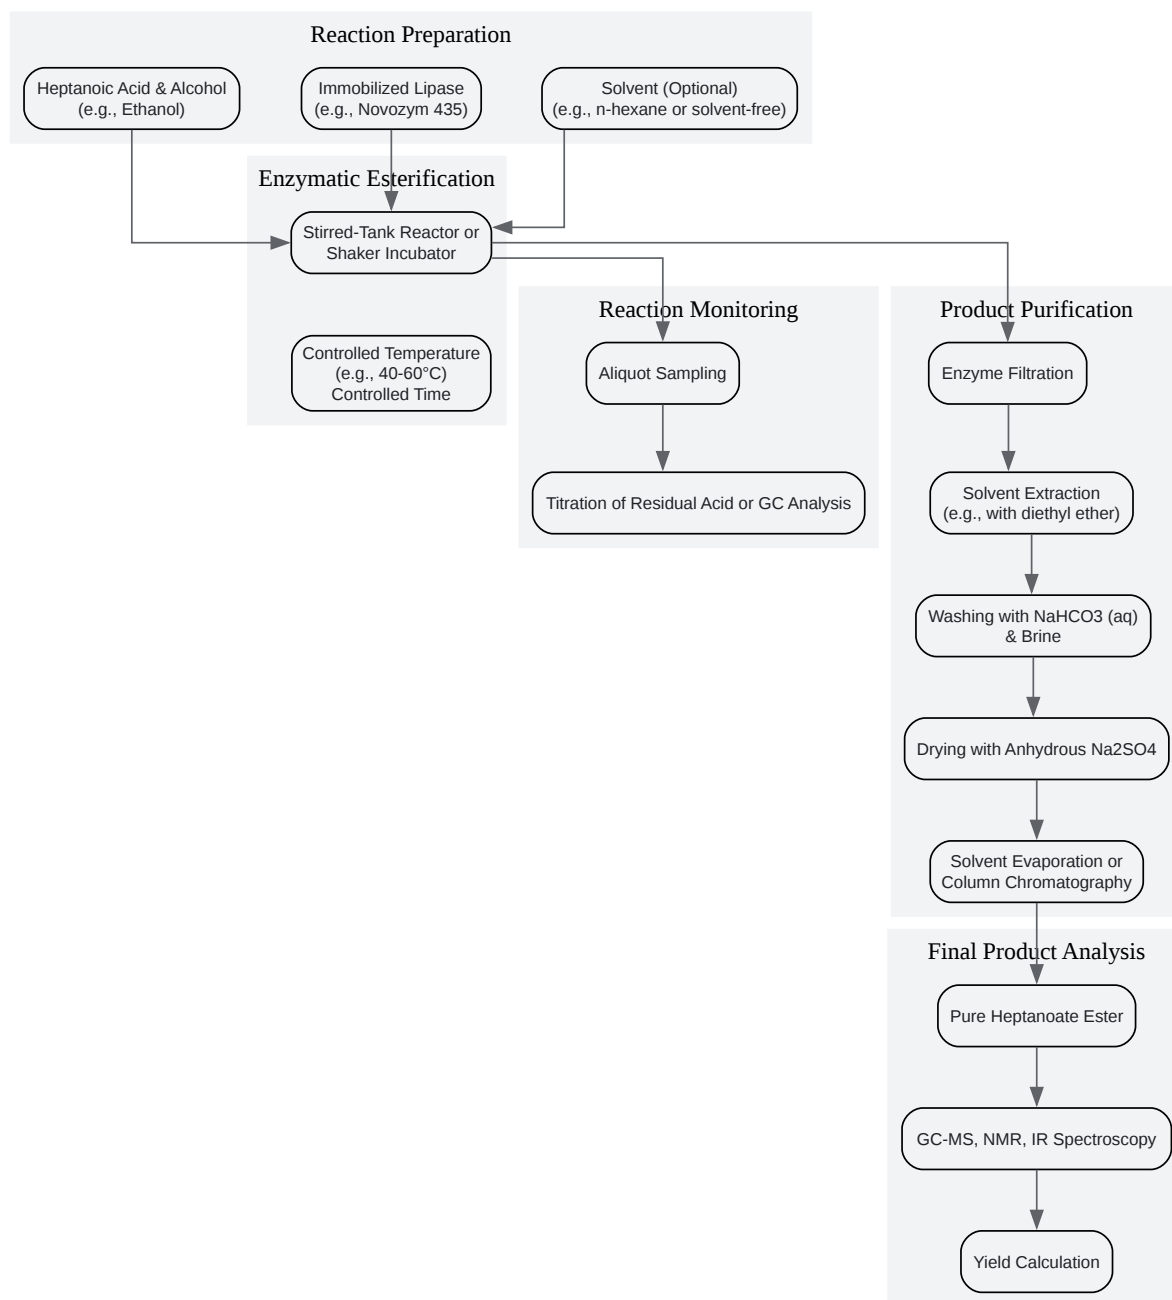 Reaction Preparation
Heptanoic Acid & Alcohol
(e.g., Ethanol)
Immobilized Lipase
(e.g., Novozym 435)
Solvent (Optional)
(e.g., n-hexane or solvent-free)
Enzymatic Esterification
Stirred-Tank Reactor or
Shaker Incubator
Controlled Temperature
(e.g., 40-60°C)
Controlled Time
Reaction Monitoring
Aliquot Sampling
Titration of Residual Acid or GC Analysis
Product Purification
Enzyme Filtration
Solvent Extraction
(e.g., with diethyl ether)
Washing with NaHCO3 (aq)
& Brine
Drying with Anhydrous Na2SO4
Solvent Evaporation or
Column Chromatography
Final Product Analysis
Pure Heptanoate Ester
GC-MS, NMR, IR Spectroscopy
Yield Calculation